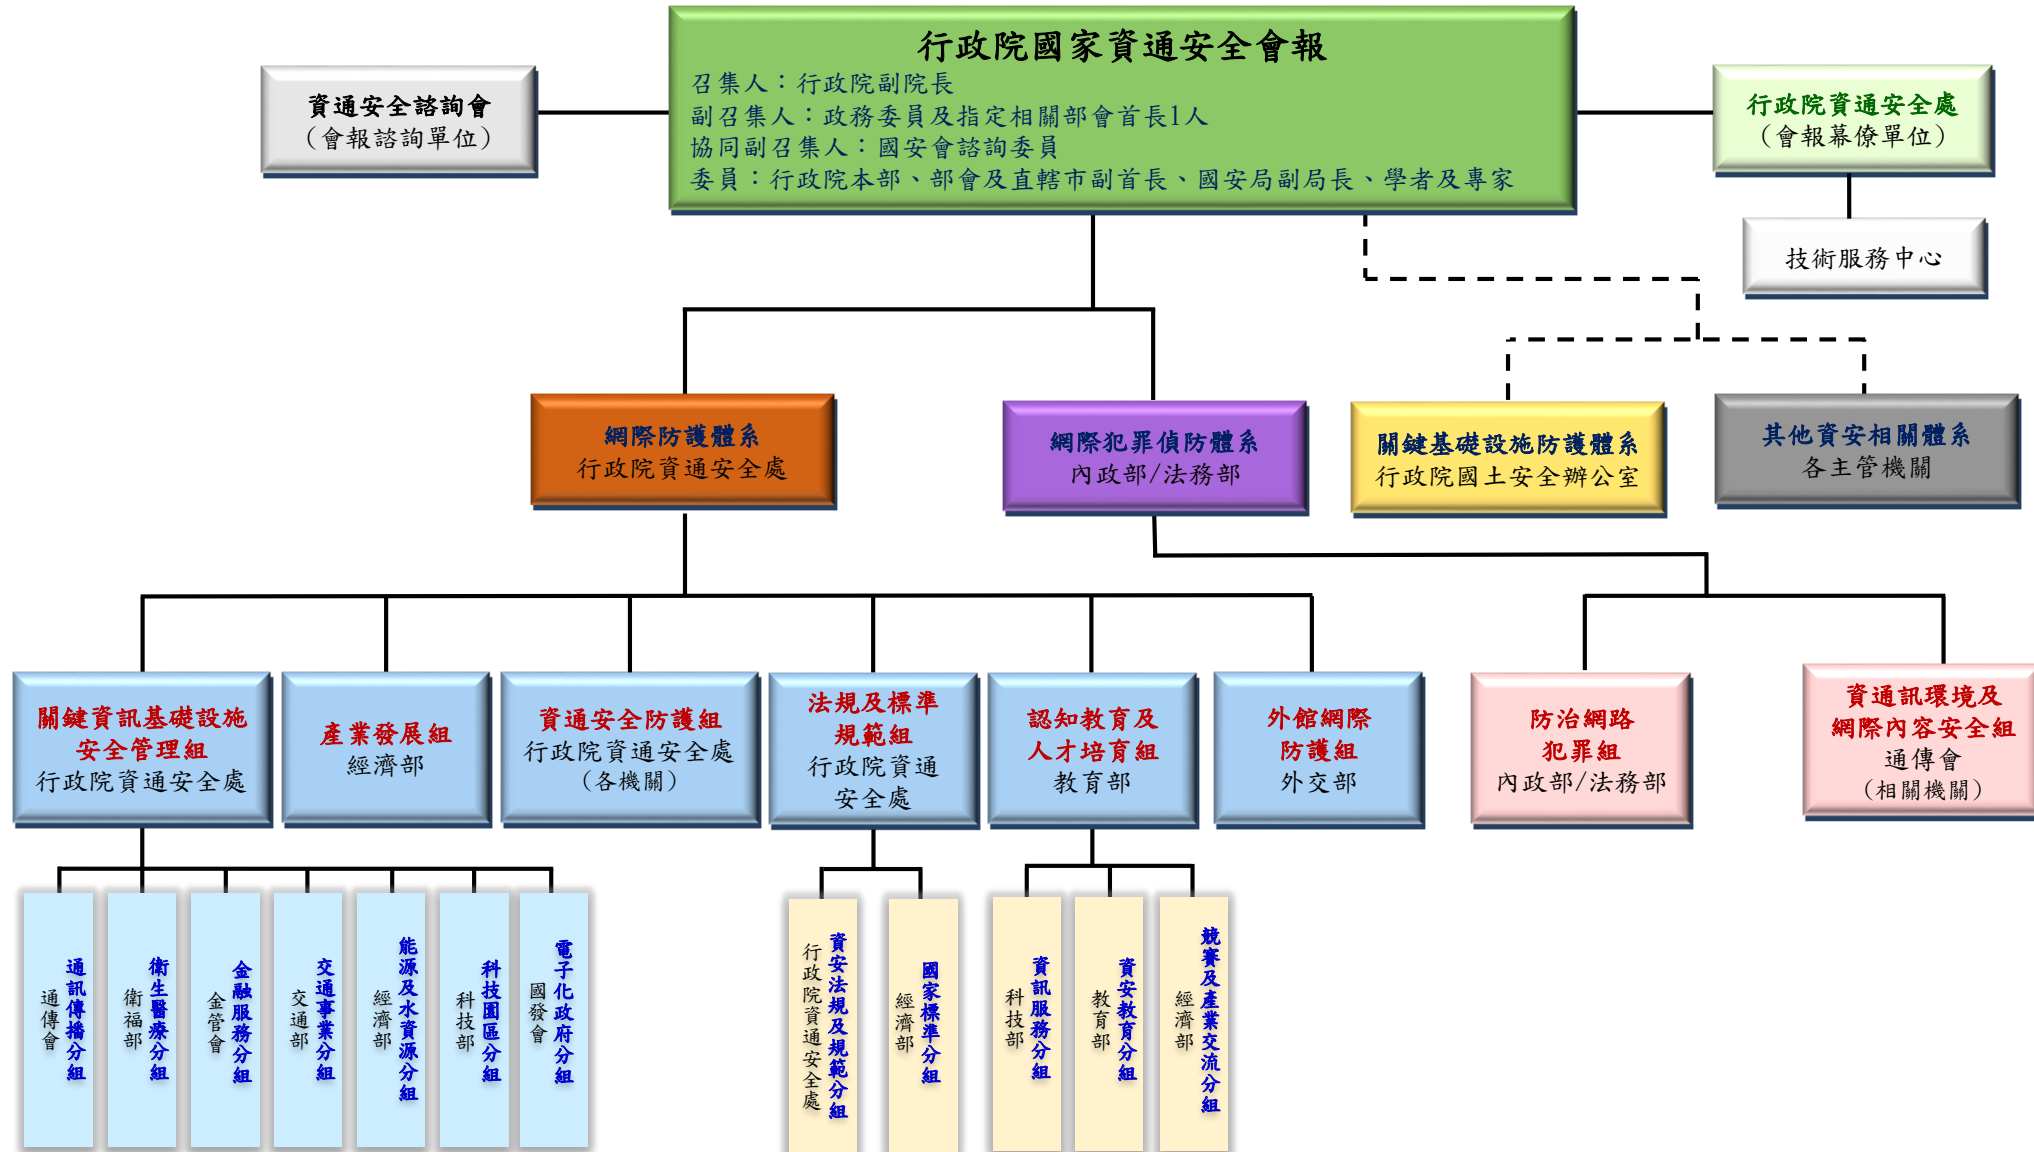 行政院國家資通安全會報
召集人：行政院副院長
副召集人：政務委員及指定相關部會首長1人
協同副召集人：國安會諮詢委員
委員：行政院本部、部會及直轄市副首長、國安局副局長、學者及專家
資通安全諮詢會
（會報諮詢單位）
行政院資通安全處
（會報幕僚單位）
技術服務中心
網際防護體系
行政院資通安全處
網際犯罪偵防體系
內政部/法務部
關鍵基礎設施防護體系
行政院國土安全辦公室
其他資安相關體系
各主管機關
關鍵資訊基礎設施
安全管理組
行政院資通安全處
產業發展組
經濟部
資通安全防護組
行政院資通安全處
（各機關）
法規及標準
規範組
行政院資通
安全處
認知教育及
人才培育組
教育部
外館網際
防護組
外交部
防治網路
犯罪組
內政部/法務部
資通訊環境及
網際內容安全組
通傳會
（相關機關）
通訊傳播分組
通傳會
衛生醫療分組
衛福部
金融服務分組
金管會
交通事業分組
交通部
能源及水資源分組
經濟部
科技園區分組
科技部
電子化政府分組
國發會
資安法規及規範分組
行政院資通安全處
國家標準分組
經濟部
資訊服務分組
科技部
資安教育分組
教育部
競賽及產業交流分組
經濟部